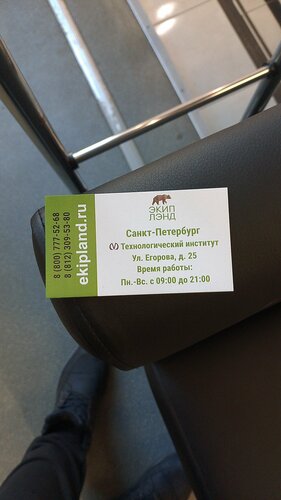 ЭКИП
ЛЭНД
Санкт-Петербург
Технологический институт
Ул. Егорова, д. 25
Время работы:
Пн.-Вс. с 09:00 до 21:00
ekipland.ru
8 (800) 777-52-68
8 (812) 309-53-80